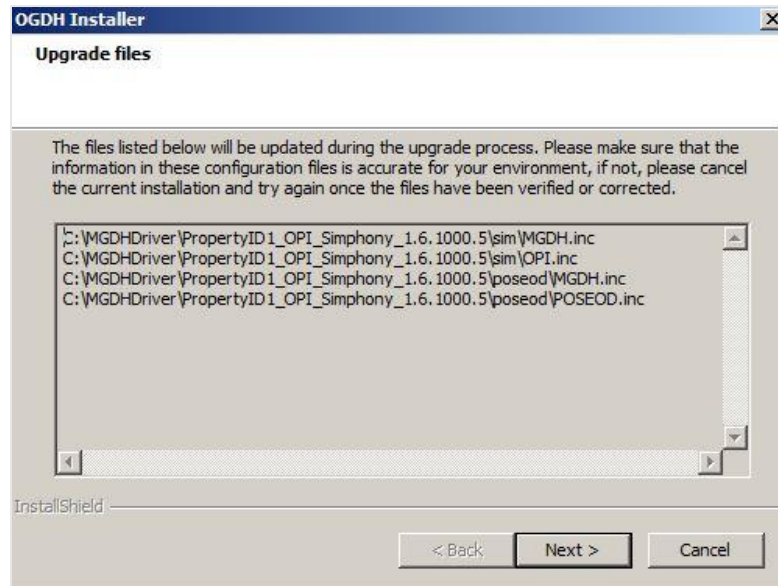 OGDH Installer
Upgrade files
The files listed below will be updated during the upgrade process. Please make sure that the
information in these configuration files is accurate for your environment, if not, please cancel
the current installation and try again once the files have been verified or corrected.
C:\MGDHDriver\PropertyID1_OPI_Simphony_1.6.1000.5\sim\MGDH.inc
C:\MGDHDriver\PropertyID1_OPI_Simphony_1.6.1000.5\sim\OPI.inc
C:\MGDHDriver\PropertyID1_OPI_Simphony_1.6.1000.5\poseod\MGDH.inc
C:\MGDHDriver\PropertyID1_OPI_Simphony_1.6.1000.5\poseod\POSEOD.inc
InstallShield
< Back Next > Cancel